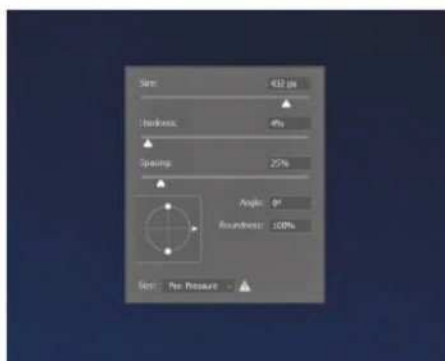 Size: 432 px
Hardness: 4%
Spacing: 25%
Angle: 0°
Roundness: 100%
Size: Pen Pressure